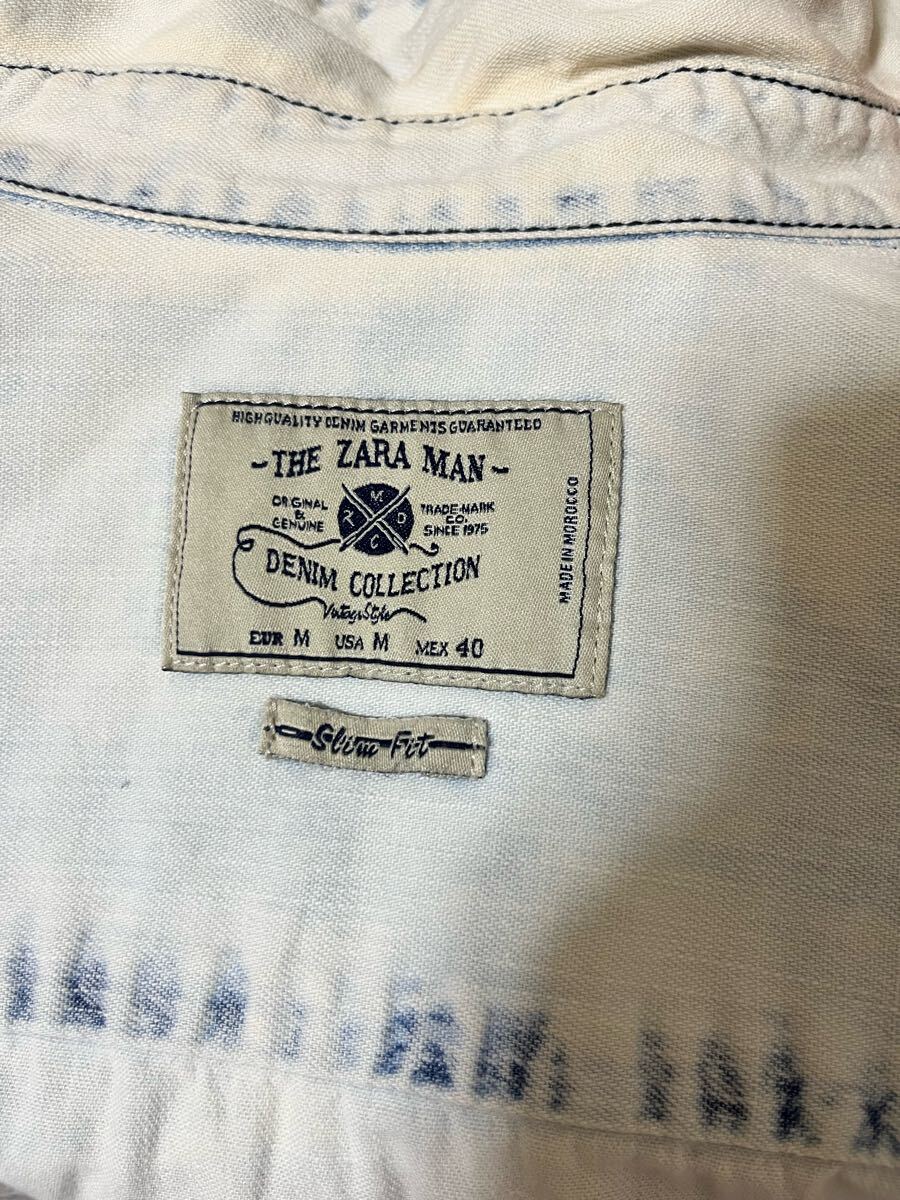 HIGH QUALITY DENIM GARMENTS GUARANTEED
-THE ZARA MAN-
ORIGINAL & GENUINE
Z M D C
TRADE-MARK CO. SINCE 1975
DENIM COLLECTION
Vintage Style
EUR M USA M MEX 40
MADE IN MOROCCO
Slim Fit